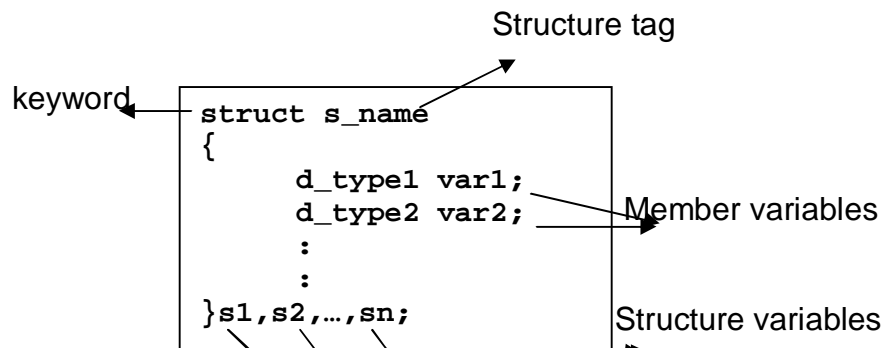 Structure tag
keyword
struct s_name
{
d_type1 var1;
d_type2 var2;
Member variables
:
:
}s1,s2,…,sn;
Structure variables